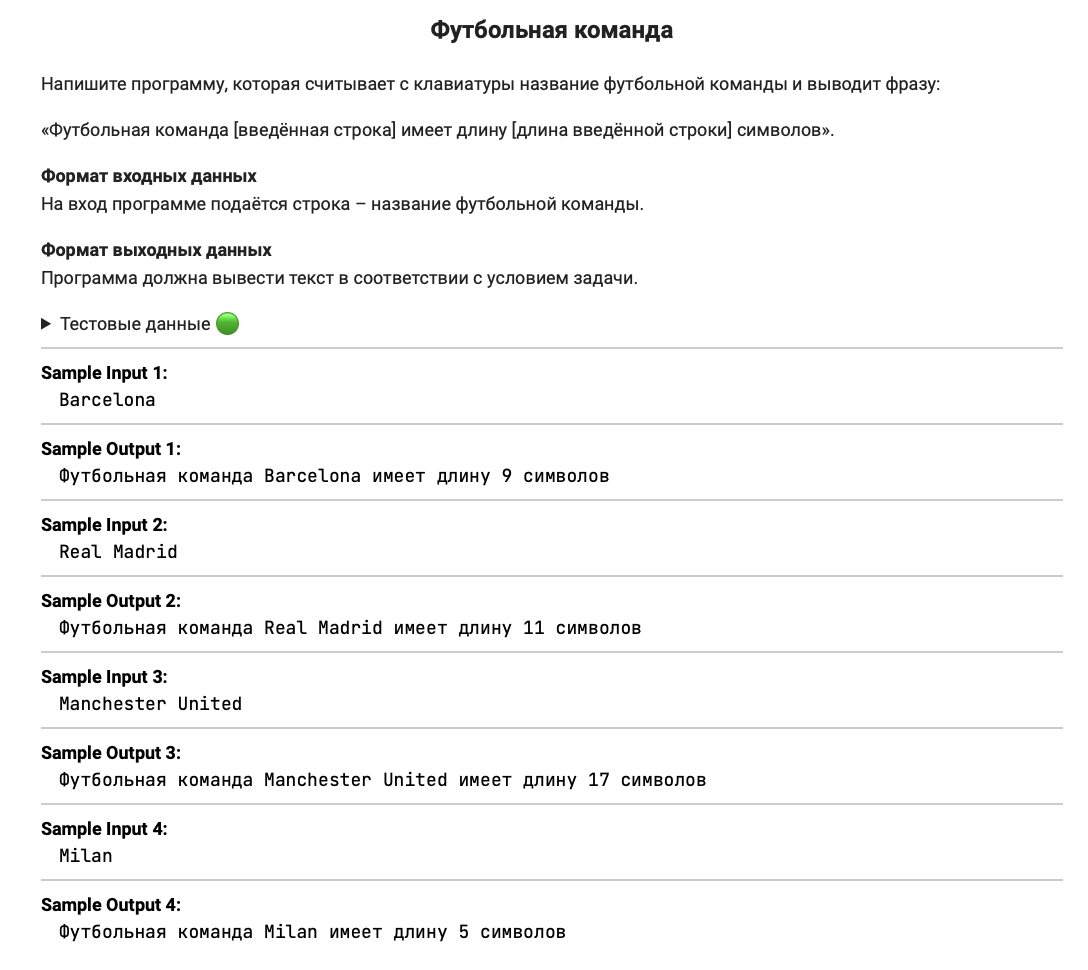 Футбольная команда
Напишите программу, которая считывает с клавиатуры название футбольной команды и выводит фразу:
«Футбольная команда [введённая строка] имеет длину [длина введённой строки] символов».
Формат входных данных
На вход программе подаётся строка – название футбольной команды.
Формат выходных данных
Программа должна вывести текст в соответствии с условием задачи.
Тестовые данные
Sample Input 1:
Barcelona
Sample Output 1:
Футбольная команда Barcelona имеет длину 9 символов
Sample Input 2:
Real Madrid
Sample Output 2:
Футбольная команда Real Madrid имеет длину 11 символов
Sample Input 3:
Manchester United
Sample Output 3:
Футбольная команда Manchester United имеет длину 17 символов
Sample Input 4:
Milan
Sample Output 4:
Футбольная команда Milan имеет длину 5 символов